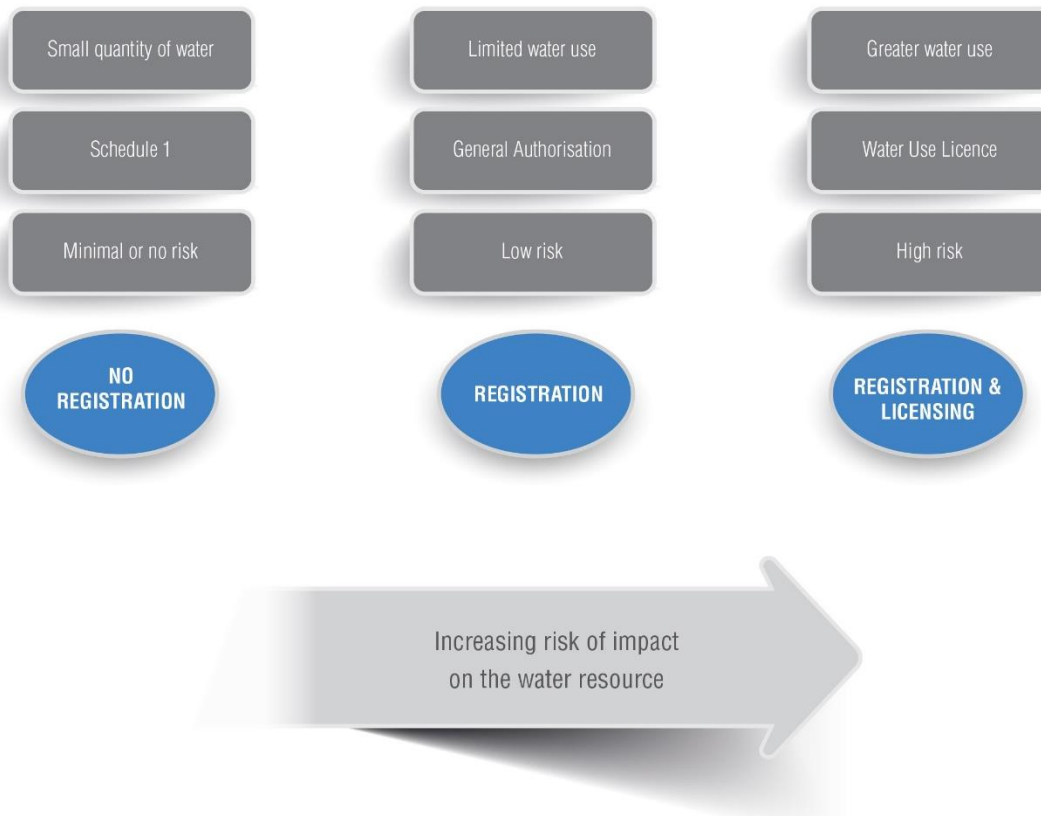 Small quantity of water
Limited water use
Greater water use
Schedule 1
General Authorisation
Water Use Licence
Minimal or no risk
Low risk
High risk
NO
REGISTRATION
REGISTRATION
REGISTRATION &
LICENSING
Increasing risk of impact
on the water resource